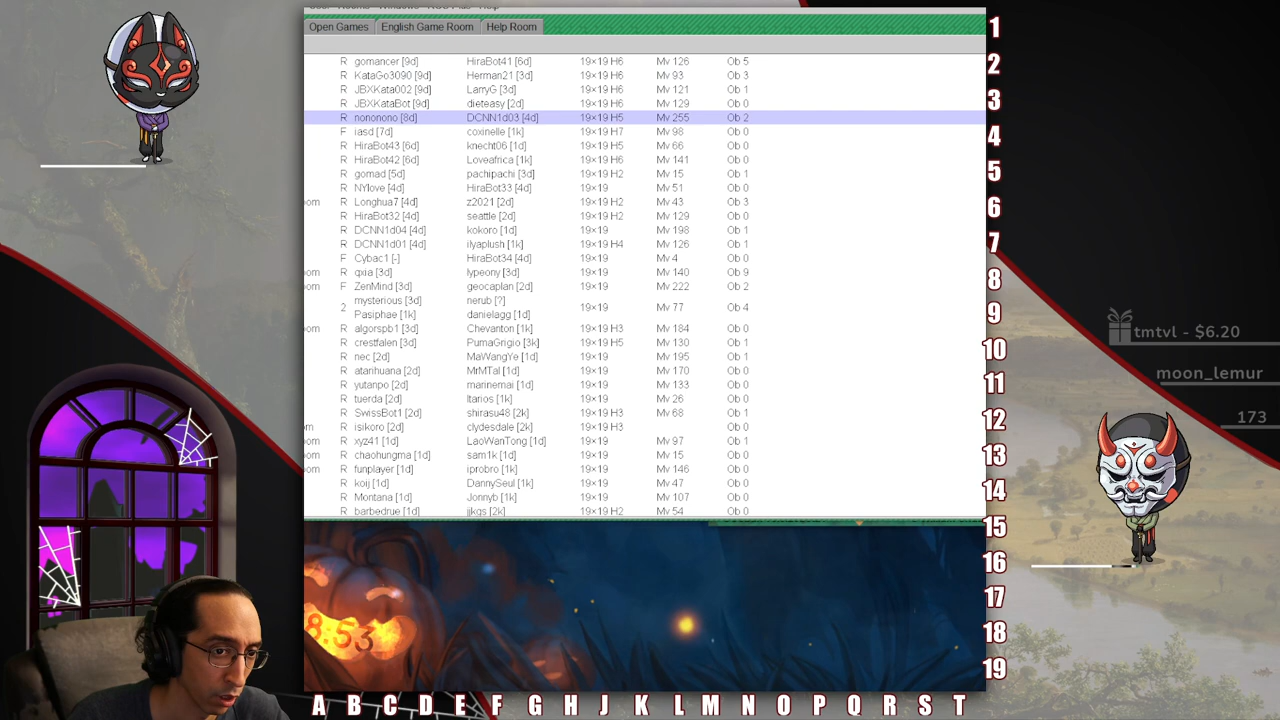 Open Games English Game Room Help Room
R gomancer [9d] HiraBot41 [6d] 19×19 H6 Mv 126 Ob 5
R KataGo3090 [9d] Herman21 [3d] 19×19 H6 Mv 93 Ob 3
R JBXKata002 [9d] LarryG [3d] 19×19 H6 Mv 121 Ob 1
R JBXKataBot [9d] dieteasy [2d] 19×19 H6 Mv 129 Ob 0
R nononono [8d] DCNN1d03 [4d] 19×19 H5 Mv 255 Ob 2
F iasd [7d] coxinelle [1k] 19×19 H7 Mv 98 Ob 0
R HiraBot43 [6d] knecht06 [1d] 19×19 H5 Mv 66 Ob 0
R HiraBot42 [6d] Loveafrica [1k] 19×19 H6 Mv 141 Ob 0
R gomad [5d] pachipachi [3d] 19×19 H2 Mv 15 Ob 1
R NYlove [4d] HiraBot33 [4d] 19×19 Mv 51 Ob 0
oom R Longhua7 [4d] z2021 [2d] 19×19 H2 Mv 43 Ob 3
R HiraBot32 [4d] seattle [2d] 19×19 H2 Mv 129 Ob 0
R DCNN1d04 [4d] kokoro [1d] 19×19 Mv 198 Ob 1
R DCNN1d01 [4d] ilyaplush [1k] 19×19 H4 Mv 126 Ob 1
F Cybac1 [-] HiraBot34 [4d] 19×19 Mv 4 Ob 0
oom R qxia [3d] lypeony [3d] 19×19 Mv 140 Ob 9
oom F ZenMind [3d] geocaplan [2d] 19×19 Mv 222 Ob 2
mysterious [3d] nerub [?]
2 19×19 Mv 77 Ob 4
Pasiphae [1k] danielagg [1d]
oom R algorspb1 [3d] Chevanton [1k] 19×19 H3 Mv 184 Ob 0
R crestfalen [3d] PumaGrigio [3k] 19×19 H5 Mv 130 Ob 1
R nec [2d] MaWangYe [1d] 19×19 Mv 195 Ob 1
R atarihuana [2d] MrMTal [1d] 19×19 Mv 170 Ob 0
R yutanpo [2d] marinemai [1d] 19×19 Mv 133 Ob 0
R tuerda [2d] ltarios [1k] 19×19 Mv 26 Ob 0
R SwissBot1 [2d] shirasu48 [2k] 19×19 H3 Mv 68 Ob 1
m R isikoro [2d] clydesdale [2k] 19×19 H3 Ob 0
oom R xyz41 [1d] LaoWanTong [1d] 19×19 Mv 97 Ob 1
oom R chaohungma [1d] sam1k [1d] 19×19 Mv 15 Ob 0
oom R funplayer [1d] iprobro [1k] 19×19 Mv 146 Ob 0
R koij [1d] DannySeul [1k] 19×19 Mv 47 Ob 0
R Montana [1d] Jonnyb [1k] 19×19 Mv 107 Ob 0
R barbedrue [1d] jjkgs [2k] 19×19 H2 Mv 54 Ob 0
8:53
1
2
3
4
5
6
7
8
9
10
11
12
13
14
15
16
17
18
19
A B C D E F G H J K L M N O P Q R S T
tmtvl - $6.20
moon_lemur
173